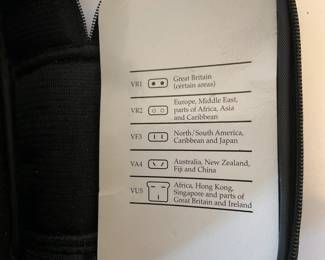 VR1 Great Britain
(certain areas)
VR2 Europe, Middle East,
parts of Africa, Asia
and Caribbean
VF3 North/South America,
Caribbean and Japan
VA4 Australia, New Zealand,
Fiji and China
VU5 Africa, Hong Kong,
Singapore and parts of
Great Britain and Ireland